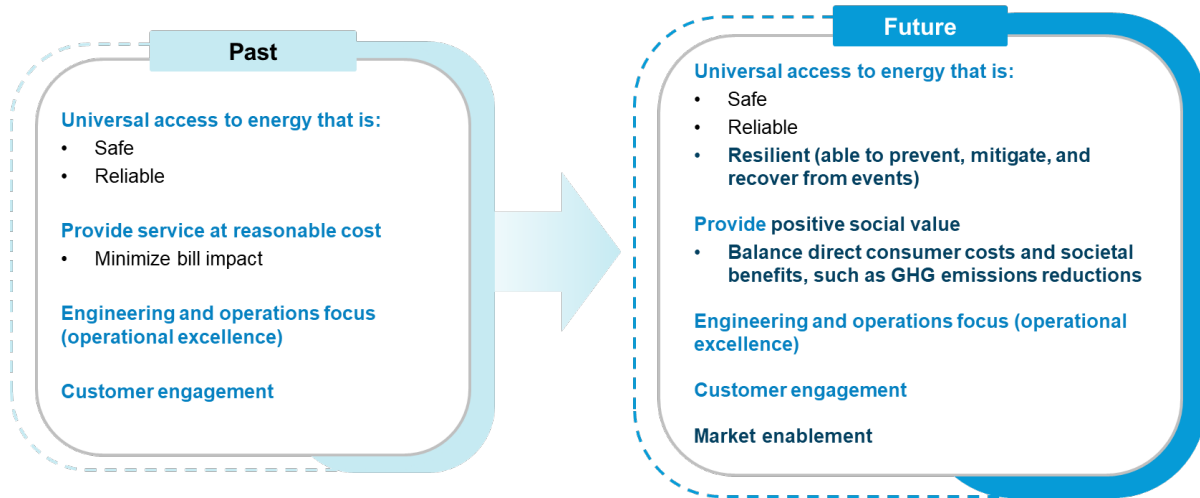 Past
Universal access to energy that is:
• Safe
• Reliable
Provide service at reasonable cost
• Minimize bill impact
Engineering and operations focus
(operational excellence)
Customer engagement
Future
Universal access to energy that is:
• Safe
• Reliable
• Resilient (able to prevent, mitigate, and
recover from events)
Provide positive social value
• Balance direct consumer costs and societal
benefits, such as GHG emissions reductions
Engineering and operations focus (operational
excellence)
Customer engagement
Market enablement